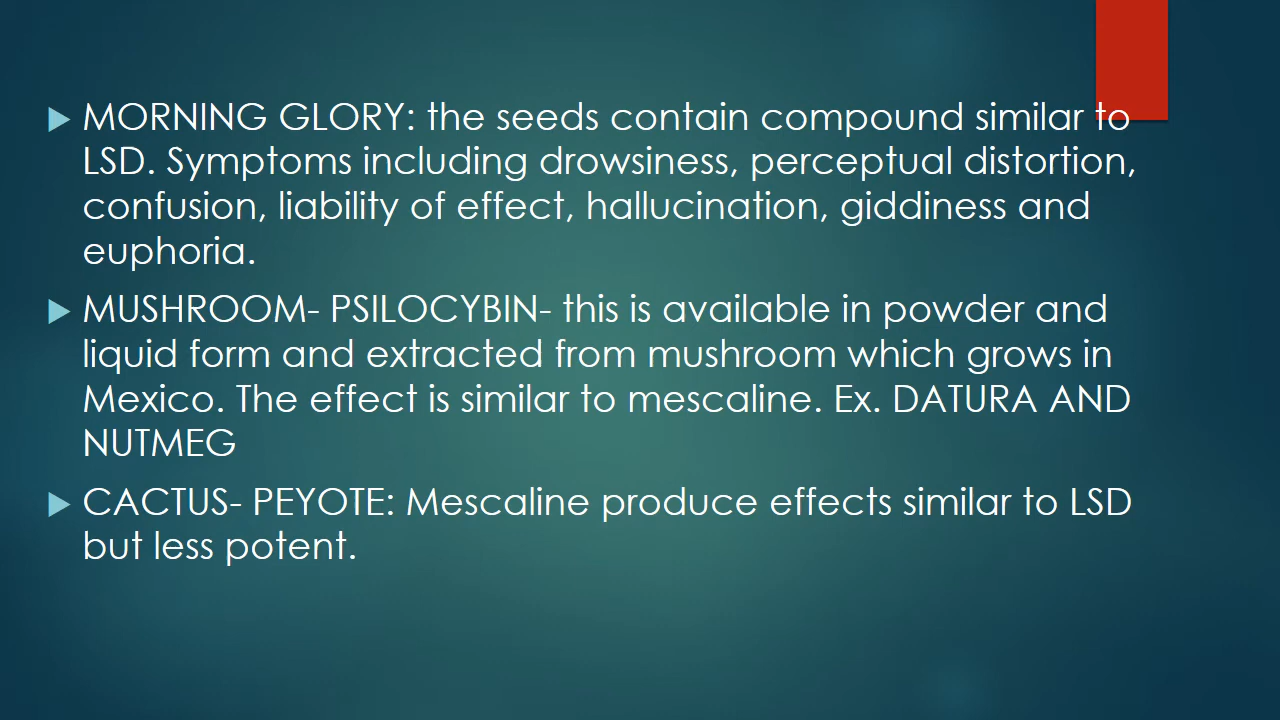 MORNING GLORY: the seeds contain compound similar to
LSD. Symptoms including drowsiness, perceptual distortion,
confusion, liability of effect, hallucination, giddiness and
euphoria.
MUSHROOM- PSILOCYBIN- this is available in powder and
liquid form and extracted from mushroom which grows in
Mexico. The effect is similar to mescaline. Ex. DATURA AND
NUTMEG
CACTUS- PEYOTE: Mescaline produce effects similar to LSD
but less potent.